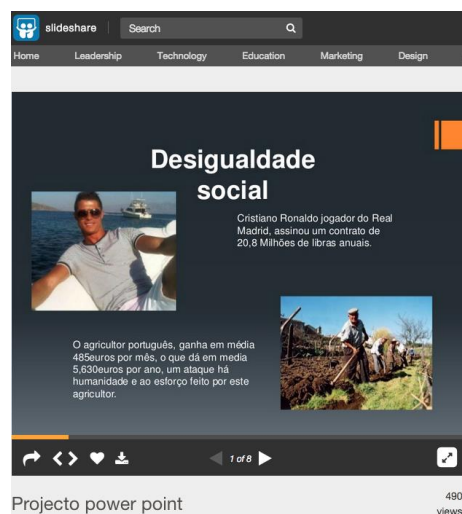 slideshare
Search
Home Leadership Technology Education Marketing Design
Desigualdade
social
Cristiano Ronaldo jogador do Real
Madrid, assinou um contrato de
20,8 Milhões de libras anuais.
O agricultor português, ganha em média
485euros por mês, o que dá em media
5,630euros por ano, um ataque há
humanidade e ao esforço feito por este
agricultor.
1 of 8
Projecto power point
490
views